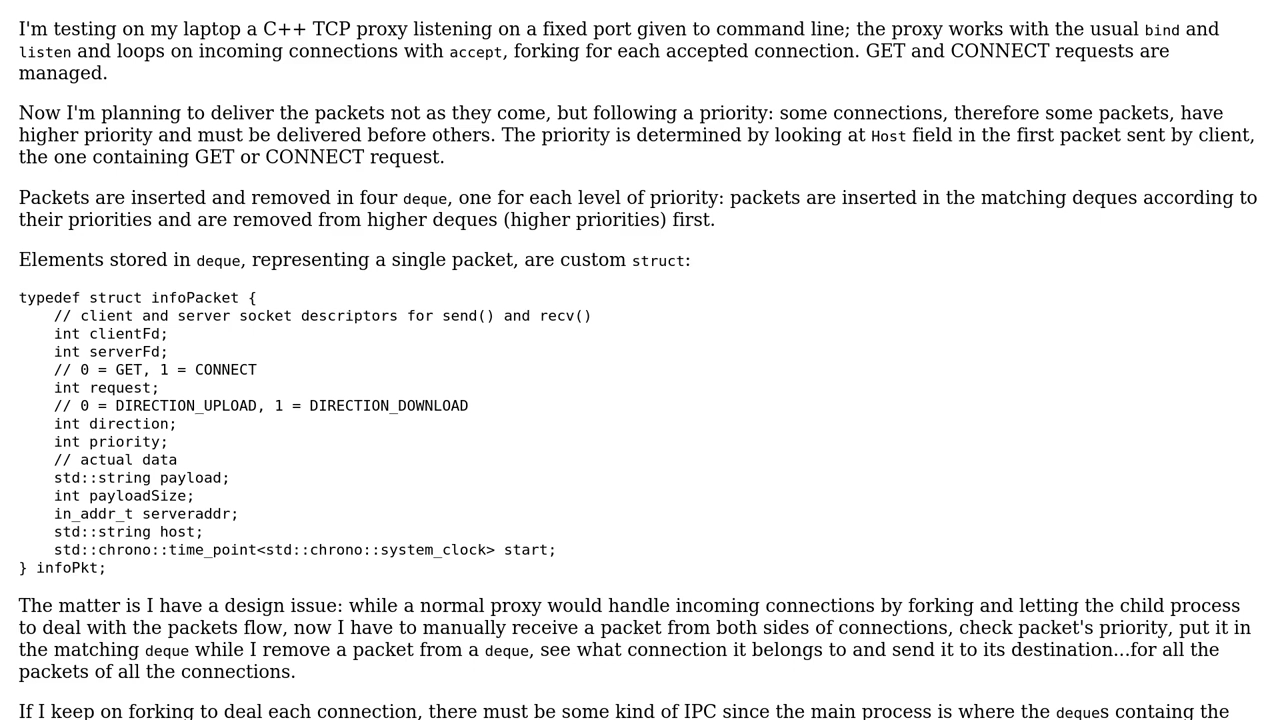 I'm testing on my laptop a C++ TCP proxy listening on a fixed port given to command line; the proxy works with the usual bind and
listen and loops on incoming connections with accept, forking for each accepted connection. GET and CONNECT requests are
managed.
Now I'm planning to deliver the packets not as they come, but following a priority: some connections, therefore some packets, have
higher priority and must be delivered before others. The priority is determined by looking at Host field in the first packet sent by client,
the one containing GET or CONNECT request.
Packets are inserted and removed in four deque, one for each level of priority: packets are inserted in the matching deques according to
their priorities and are removed from higher deques (higher priorities) first.
Elements stored in deque, representing a single packet, are custom struct:
typedef struct infoPacket {
    // client and server socket descriptors for send() and recv()
    int clientFd;
    int serverFd;
    // 0 = GET, 1 = CONNECT
    int request;
    // 0 = DIRECTION_UPLOAD, 1 = DIRECTION_DOWNLOAD
    int direction;
    int priority;
    // actual data
    std::string payload;
    int payloadSize;
    in_addr_t serveraddr;
    std::string host;
    std::chrono::time_point<std::chrono::system_clock> start;
} infoPkt;
The matter is I have a design issue: while a normal proxy would handle incoming connections by forking and letting the child process
to deal with the packets flow, now I have to manually receive a packet from both sides of connections, check packet's priority, put it in
the matching deque while I remove a packet from a deque, see what connection it belongs to and send it to its destination...for all the
packets of all the connections.
If I keep on forking to deal each connection, there must be some kind of IPC since the main process is where the deques containg the